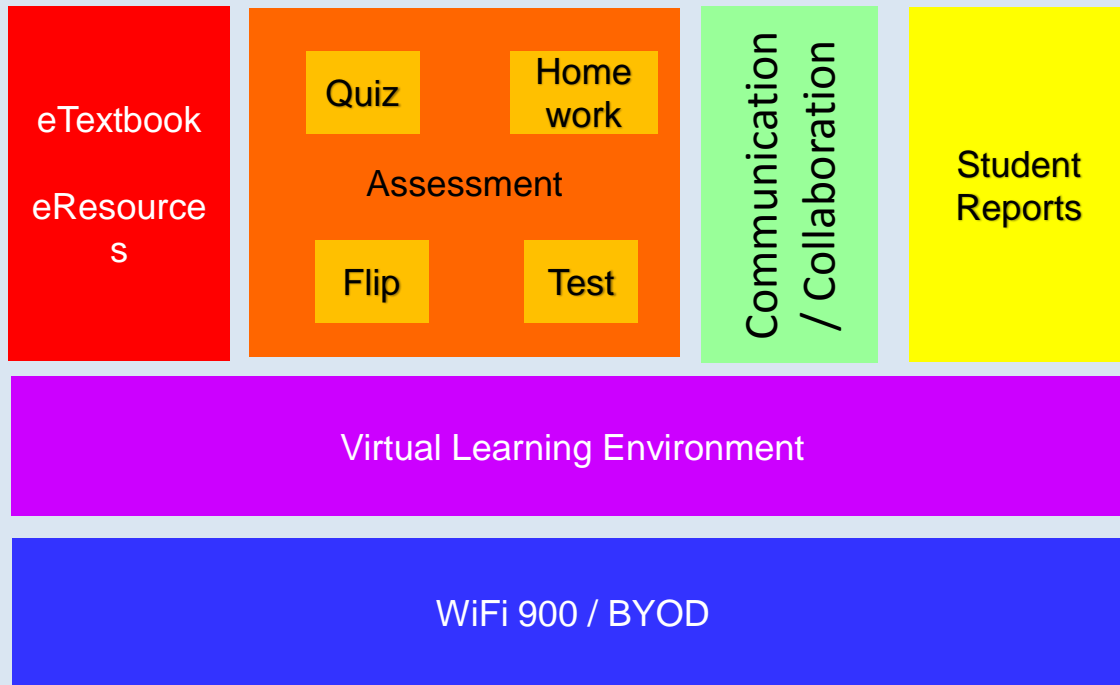 eTextbook
eResource
s
Quiz
Home
work
Assessment
Flip
Test
Communication
/ Collaboration
Student
Reports
Virtual Learning Environment
WiFi 900 / BYOD